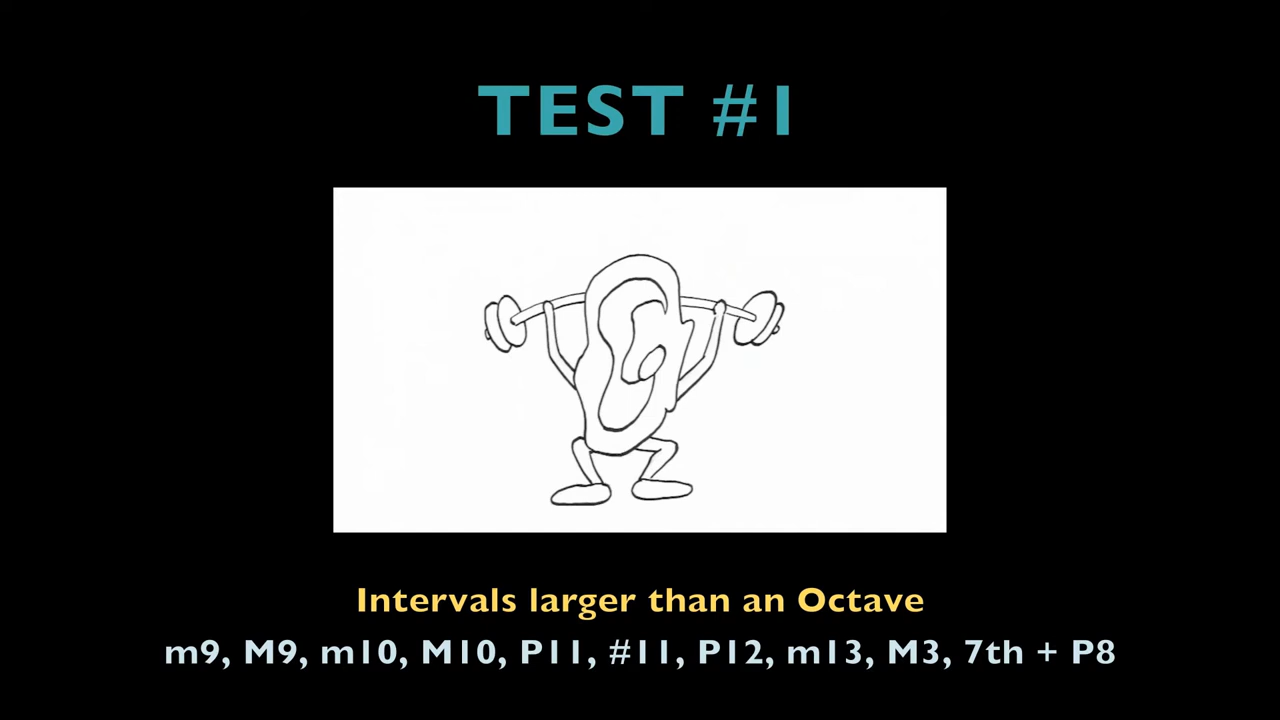 TEST #1
Intervals larger than an Octave
m9, M9, m10, M10, P11, #11, P12, m13, M3, 7th + P8